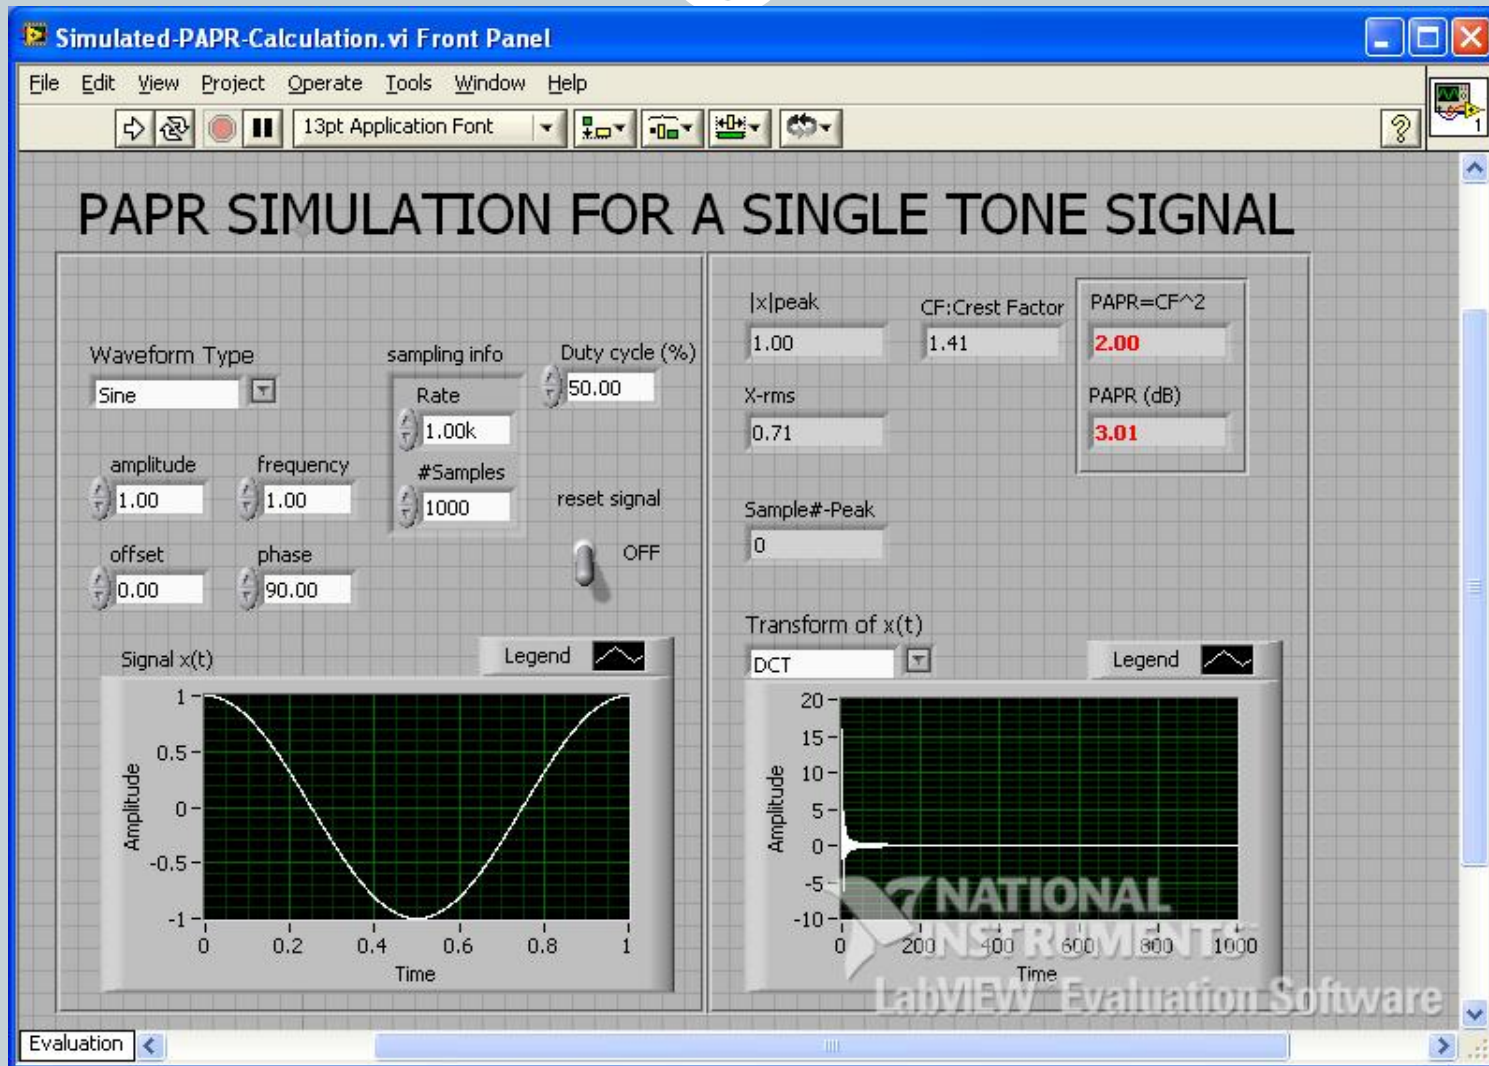 Simulated-PAPR-Calculation.vi Front Panel
File Edit View Project Operate Tools Window Help
13pt Application Font
?
1
PAPR SIMULATION FOR A SINGLE TONE SIGNAL
Waveform Type
Sine
sampling info
Rate
1.00k
#Samples
1000
Duty cycle (%)
50.00
amplitude
1.00
frequency
1.00
reset signal
OFF
offset
0.00
phase
90.00
Signal x(t)
Legend
Amplitude
1
0.5
0
-0.5
-1
0 0.2 0.4 0.6 0.8 1
Time
|x|peak
1.00
CF:Crest Factor
1.41
PAPR=CF^2
2.00
X-rms
0.71
PAPR (dB)
3.01
Sample#-Peak
0
Transform of x(t)
DCT
Legend
Amplitude
20
15
10
5
0
-5
-10
0 200 400 600 800 1000
Time
NATIONAL
INSTRUMENTS
LabVIEW Evaluation Software
Evaluation